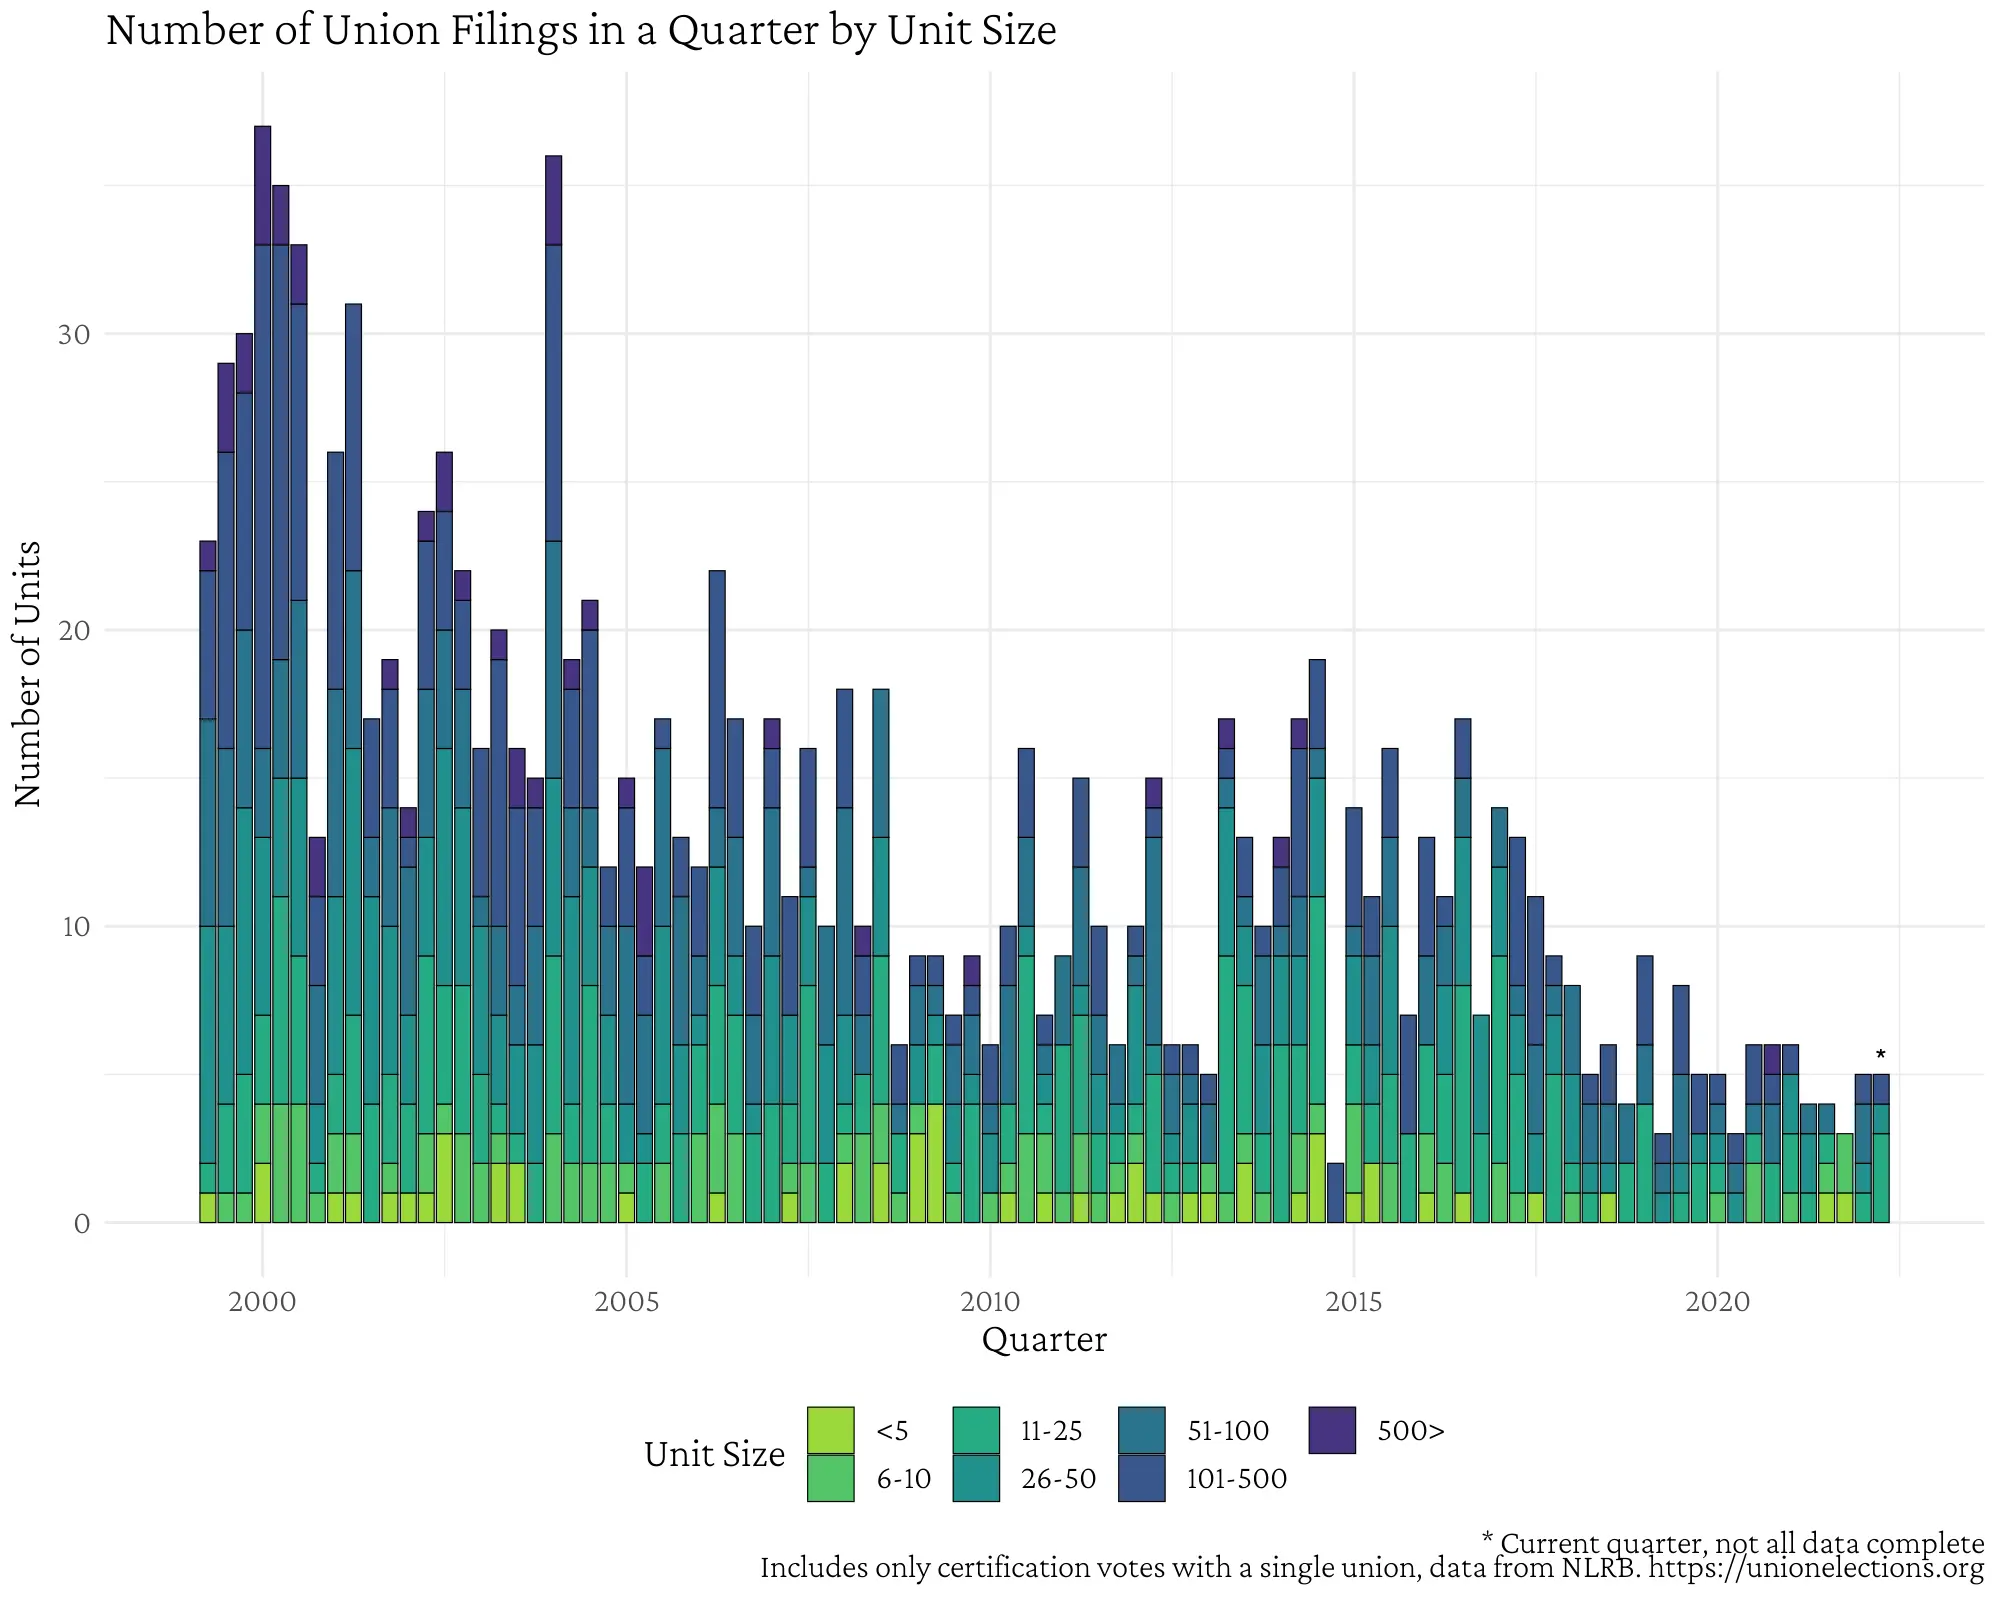 Number of Union Filings in a Quarter by Unit Size
Number of Units
30
20
10
0
*
2000 2005 2010 2015 2020
Quarter
Unit Size
<5 11-25 51-100 500>
6-10 26-50 101-500
* Current quarter, not all data complete
Includes only certification votes with a single union, data from NLRB. https://unionelections.org